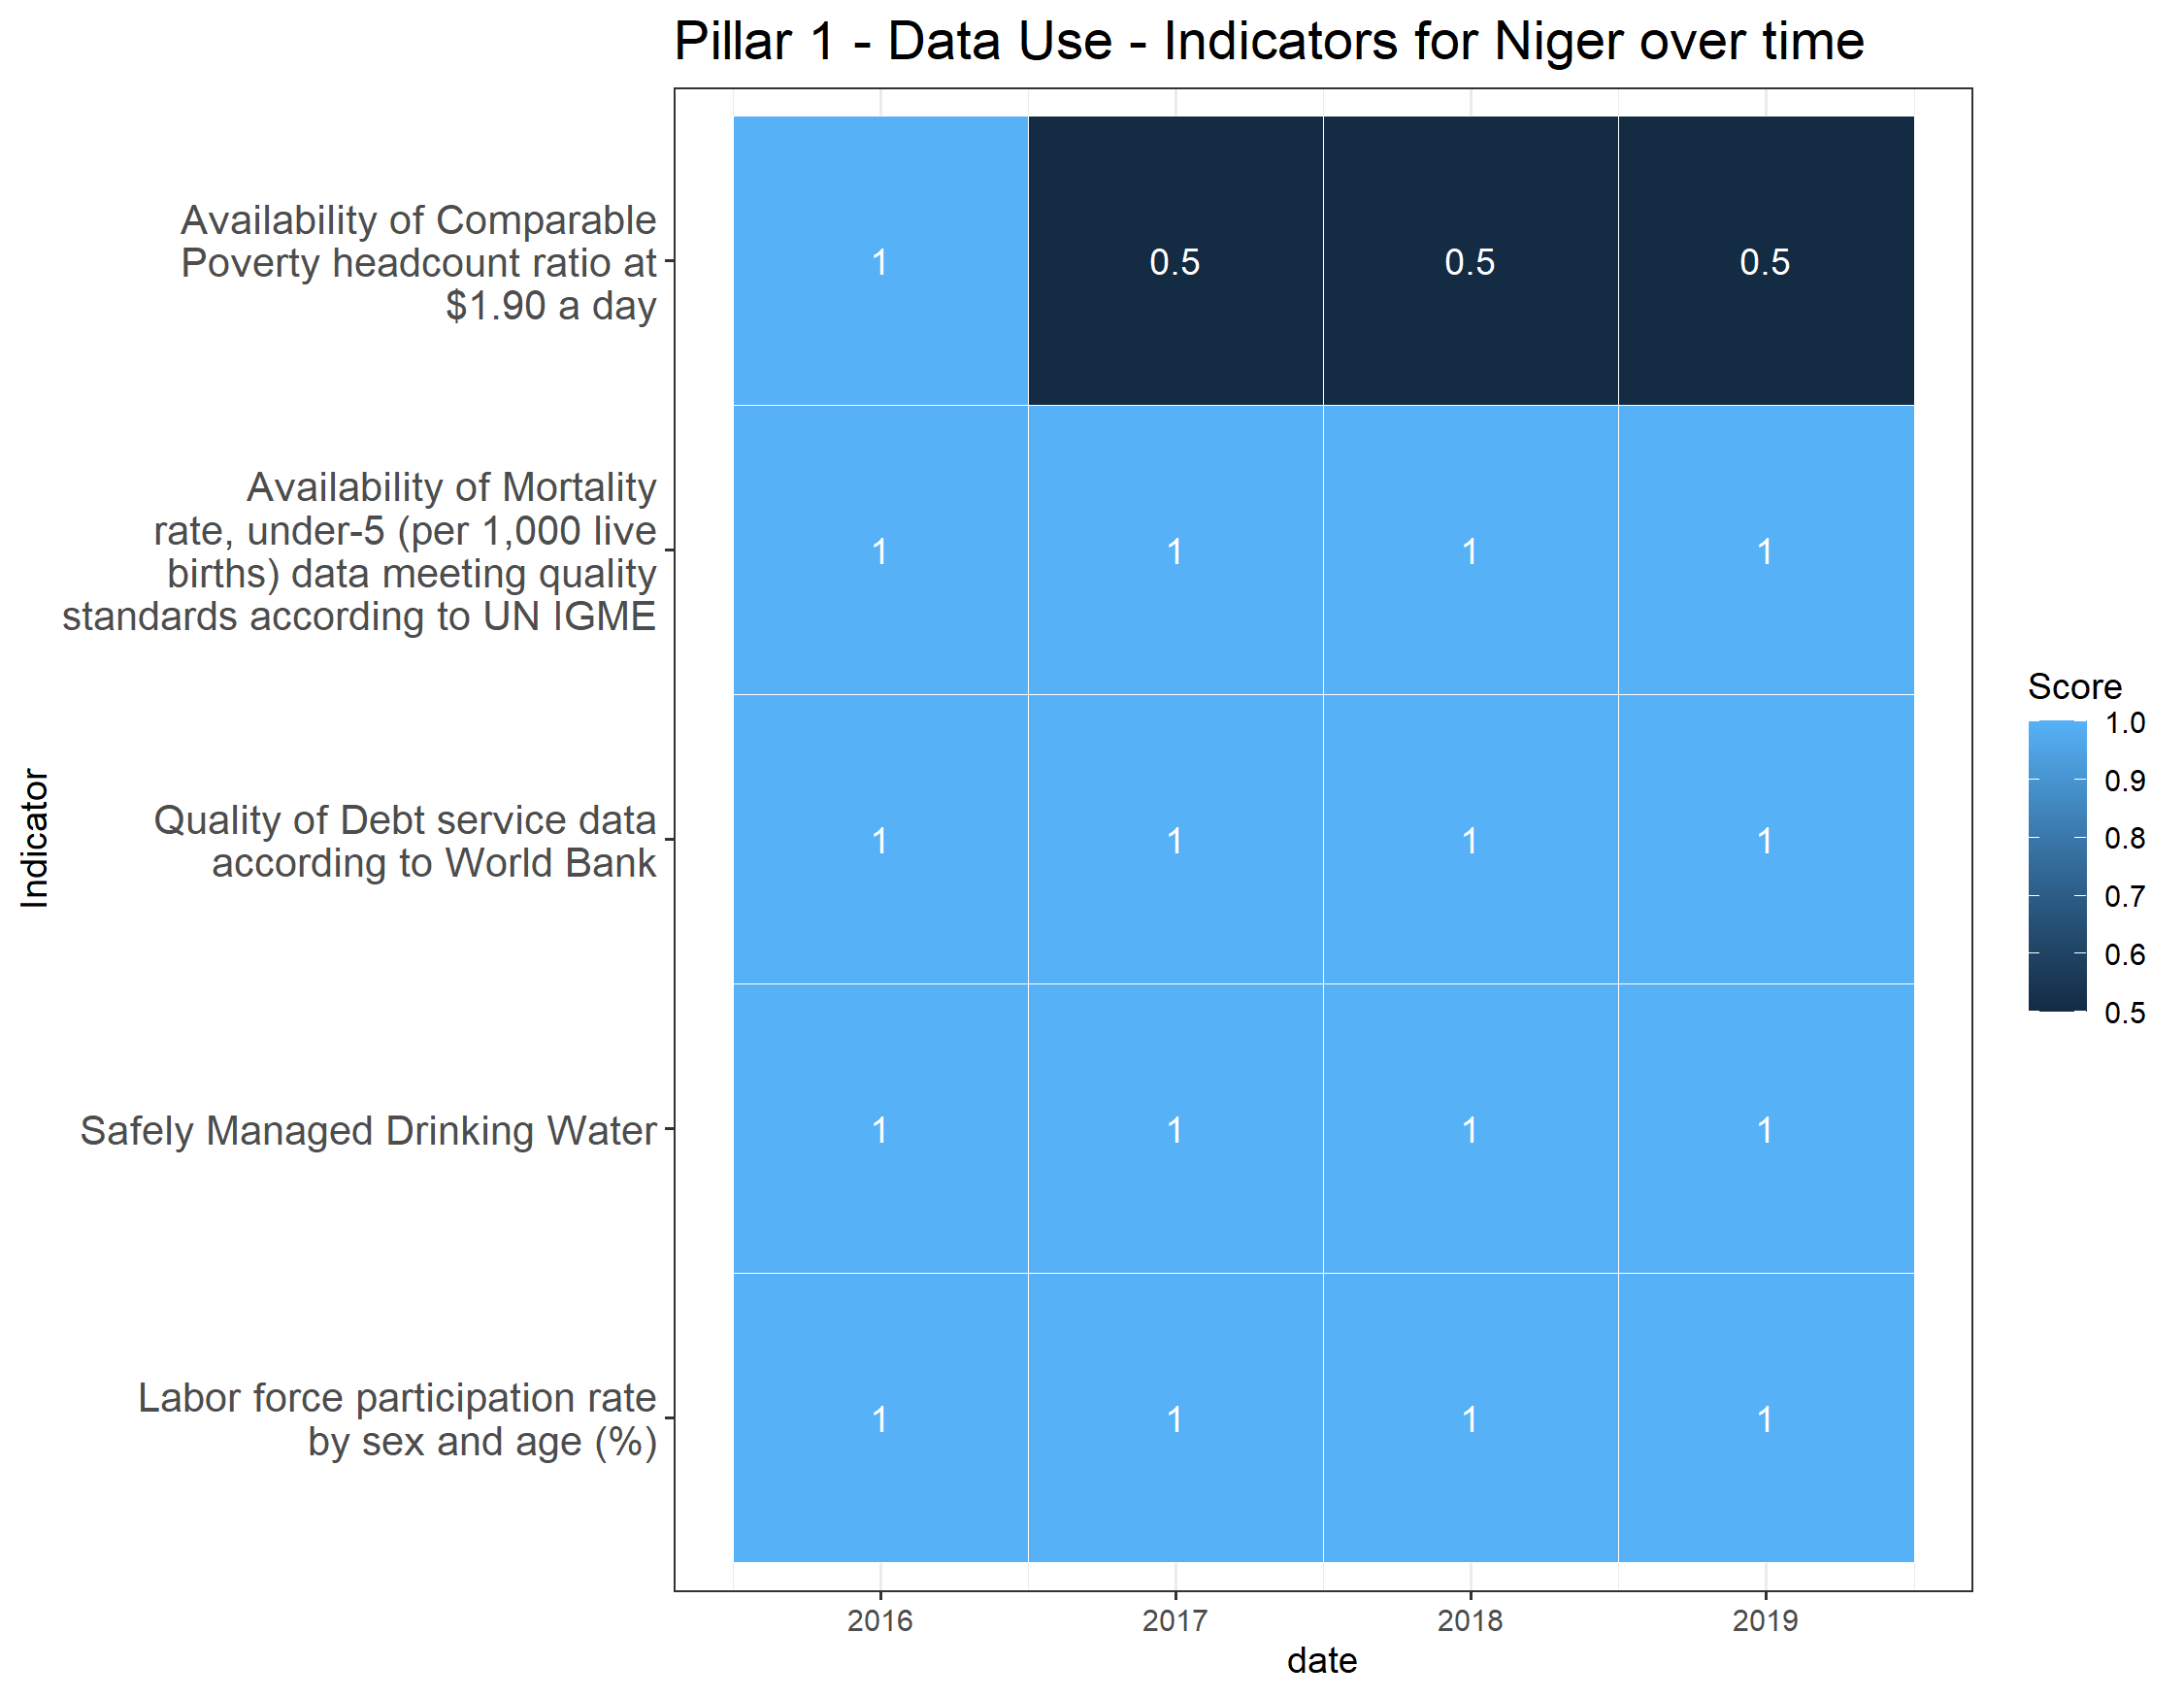 Pillar 1 - Data Use - Indicators for Niger over time
Indicator
Availability of Comparable
Poverty headcount ratio at
$1.90 a day
1 0.5 0.5 0.5
Availability of Mortality
rate, under-5 (per 1,000 live
births) data meeting quality
standards according to UN IGME
1 1 1 1
Quality of Debt service data
according to World Bank
1 1 1 1
Safely Managed Drinking Water
1 1 1 1
Labor force participation rate
by sex and age (%)
1 1 1 1
2016 2017 2018 2019
date
Score
1.0
0.9
0.8
0.7
0.6
0.5